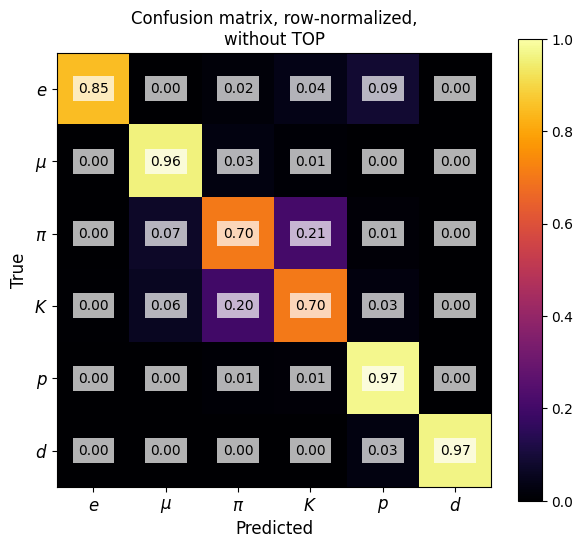 Confusion matrix, row-normalized,
without TOP
True
e 0.85 0.00 0.02 0.04 0.09 0.00
μ 0.00 0.96 0.03 0.01 0.00 0.00
π 0.00 0.07 0.70 0.21 0.01 0.00
K 0.00 0.06 0.20 0.70 0.03 0.00
p 0.00 0.00 0.01 0.01 0.97 0.00
d 0.00 0.00 0.00 0.00 0.03 0.97
e μ π K p d
Predicted
1.0
0.8
0.6
0.4
0.2
0.0